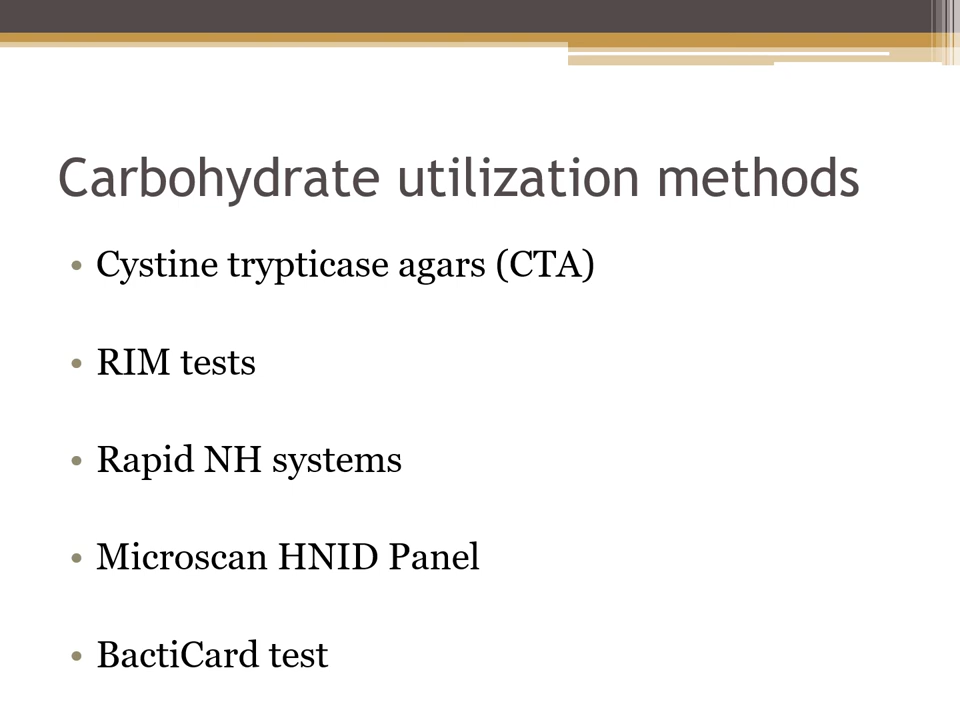 Carbohydrate utilization methods
• Cystine trypticase agars (CTA)
• RIM tests
• Rapid NH systems
• Microscan HNID Panel
• BactiCard test